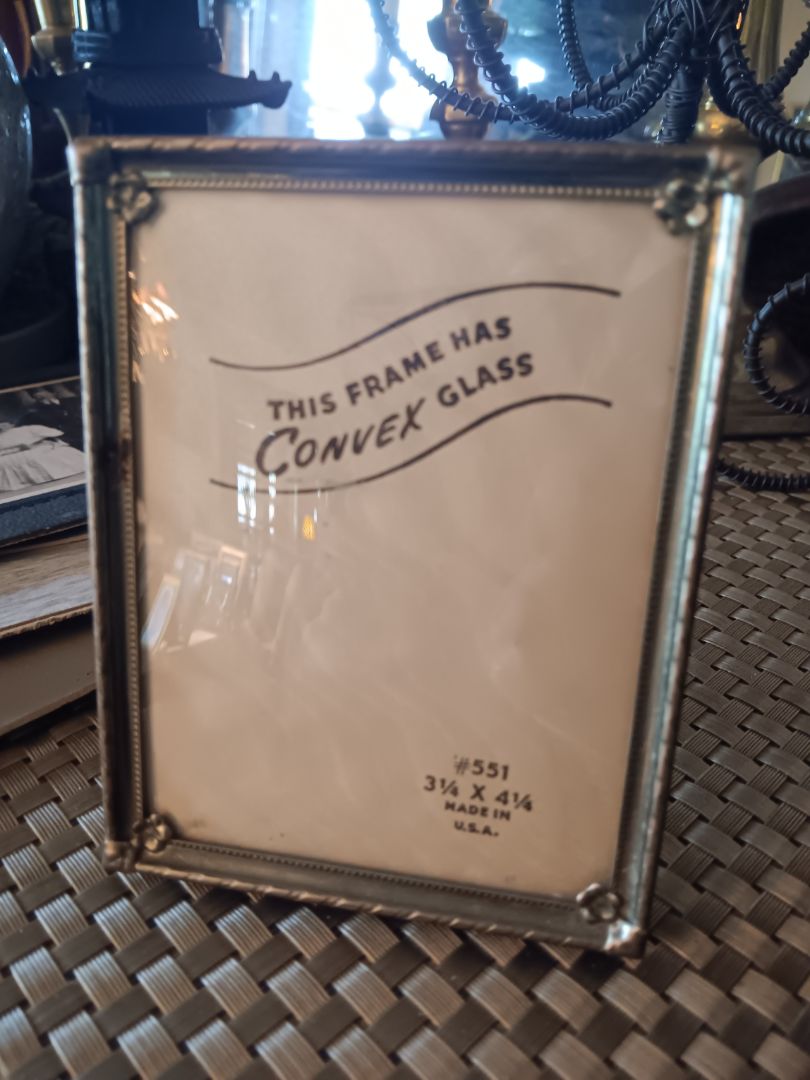 THIS FRAME HAS
CONVEX GLASS
#551
3¼ X 4¼
MADE IN
U.S.A.